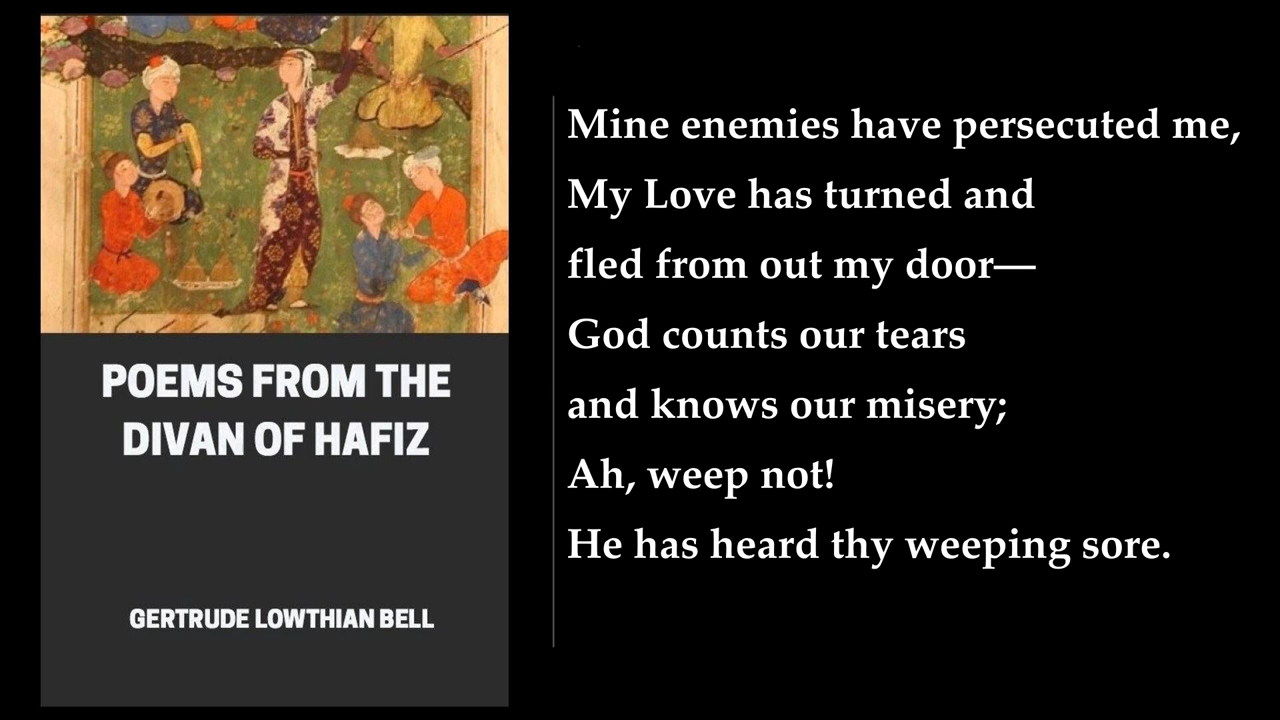 POEMS FROM THE
DIVAN OF HAFIZ
GERTRUDE LOWTHIAN BELL
Mine enemies have persecuted me,
My Love has turned and
fled from out my door—
God counts our tears
and knows our misery;
Ah, weep not!
He has heard thy weeping sore.